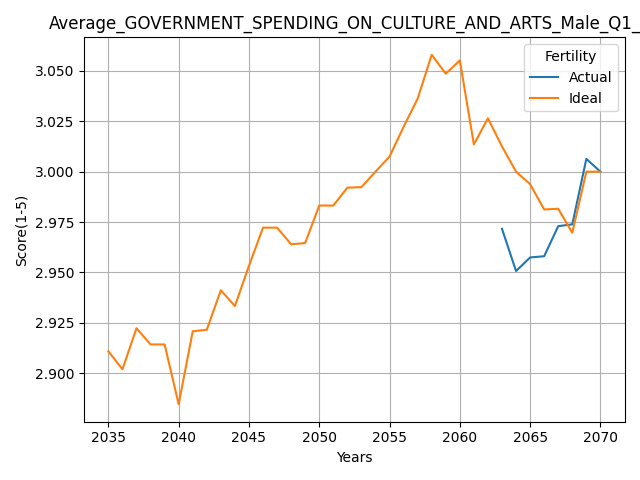 Average_GOVERNMENT_SPENDING_ON_CULTURE_AND_ARTS_Male_Q1_
Fertility
Actual
Ideal
3.050
3.025
3.000
2.975
2.950
2.925
2.900
Score(1-5)
2035 2040 2045 2050 2055 2060 2065 2070
Years